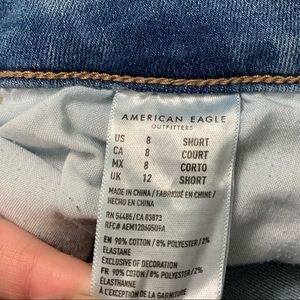 AMERICAN EAGLE
OUTFITTERS
US 8 SHORT
CA 8 COURT
MX 8 CORTO
UK 12 SHORT
MADE IN CHINA / FABRIQUÉ EN CHINE /
HECHO EN CHINA
RN 54485/CA 03873
RFC# AEM120695UFA
EN 90% COTTON / 8% POLYESTER / 2%
ELASTANE
EXCLUSIVE OF DECORATION
FR 90% COTON / 8% POLYESTER / 2%
ÉLASTHANNE
À L'EXCEPTION DE LA GARNITURE